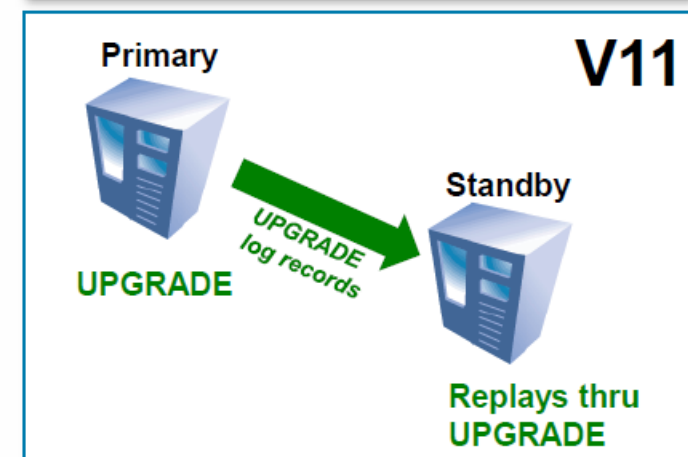 Primary
V11
Standby
UPGRADE
log records
UPGRADE
Replays thru
UPGRADE